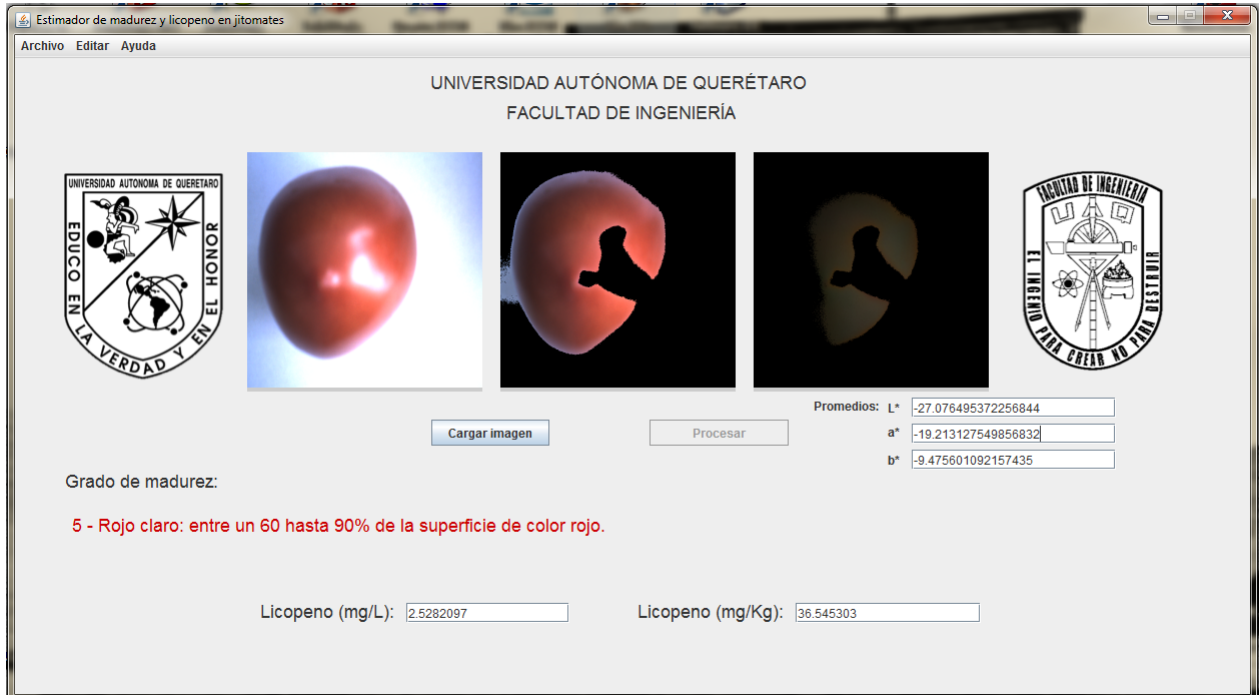 Estimador de madurez y licopeno en jitomates
Archivo Editar Ayuda
UNIVERSIDAD AUTÓNOMA DE QUERÉTARO
FACULTAD DE INGENIERÍA
UNIVERSIDAD AUTONOMA DE QUERETARO
EDUCO EN LA VERDAD Y EN EL HONOR
FACULTAD DE INGENIERIA
UAQ
EL INGENIO PARA CREAR NO PARA DESTRUIR
Promedios: L* -27.076495372256844
Cargar imagen Procesar a* -19.213127549856832
b* -9.475601092157435
Grado de madurez:
5 - Rojo claro: entre un 60 hasta 90% de la superficie de color rojo.
Licopeno (mg/L): 2.5282097 Licopeno (mg/Kg): 36.545303